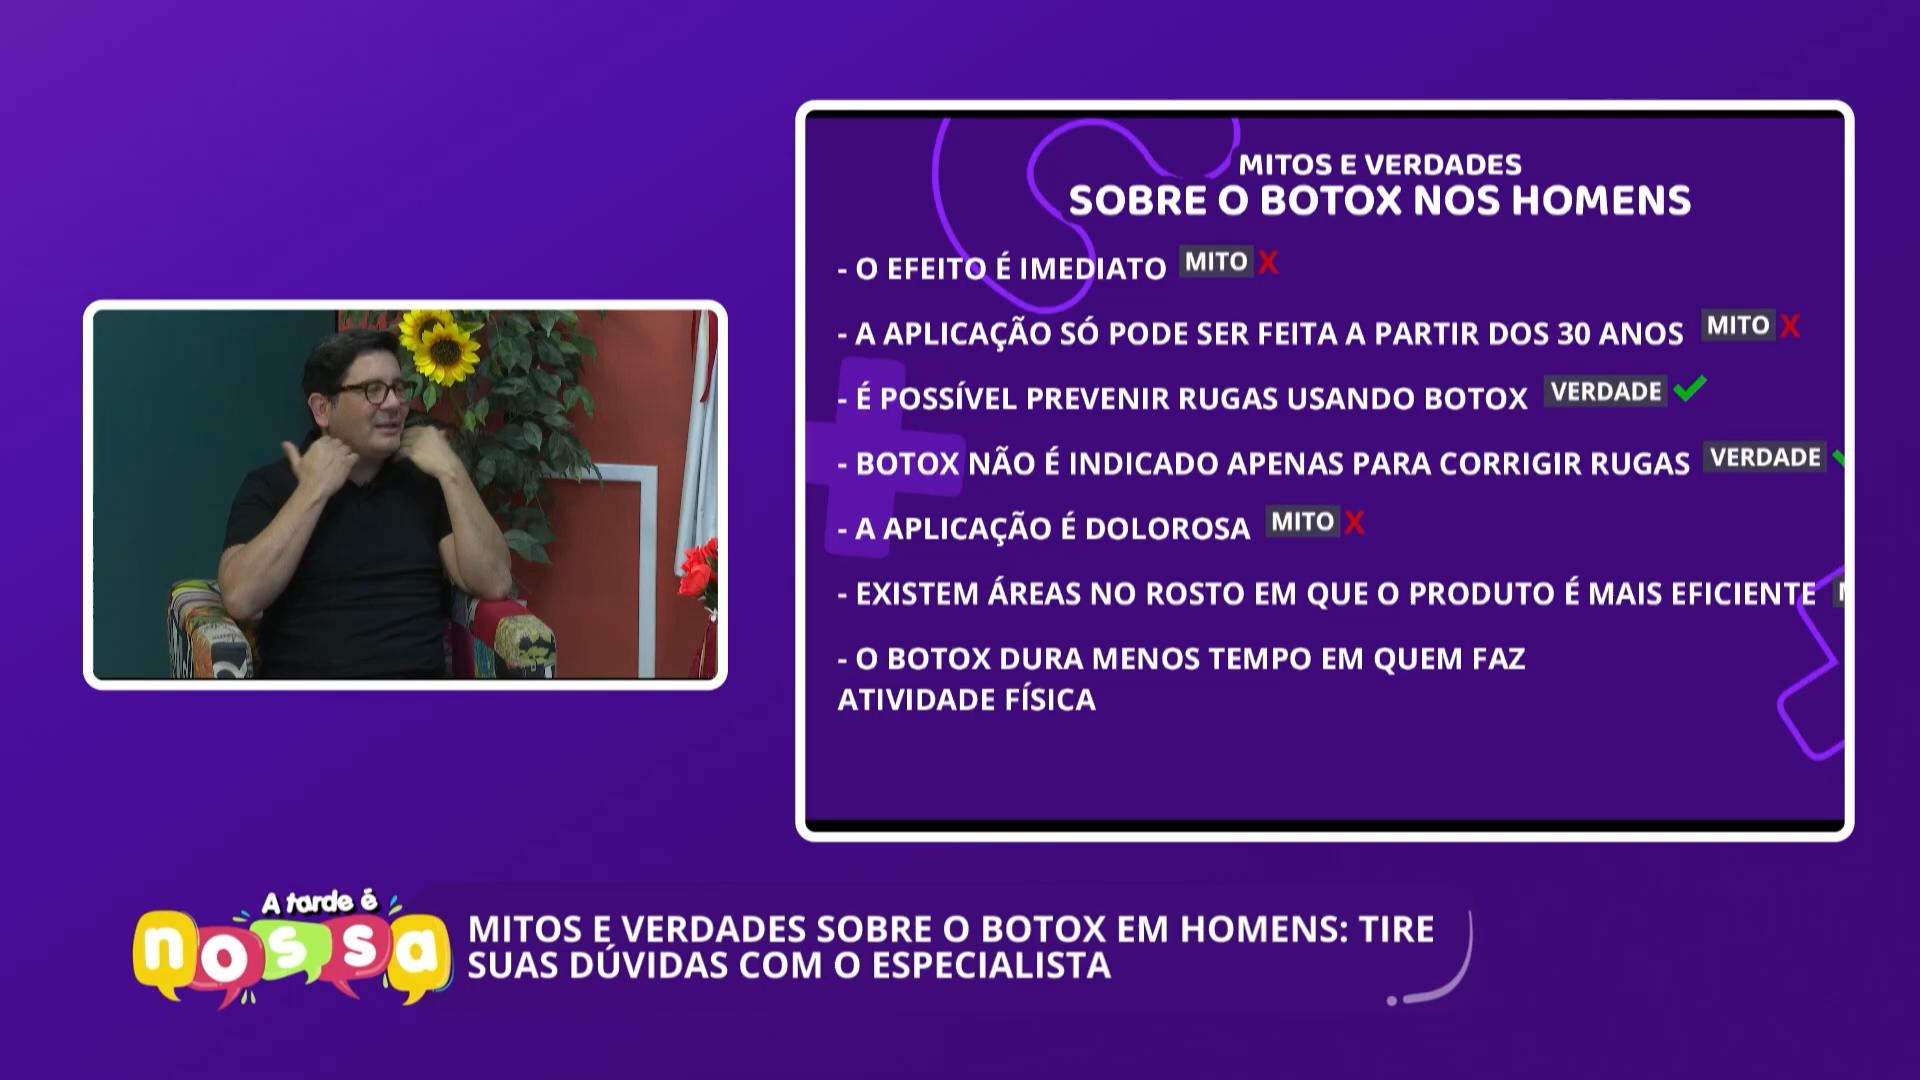 MITOS E VERDADES
SOBRE O BOTOX NOS HOMENS
- O EFEITO É IMEDIATO MITO X
- A APLICAÇÃO SÓ PODE SER FEITA A PARTIR DOS 30 ANOS MITO X
- É POSSÍVEL PREVENIR RUGAS USANDO BOTOX VERDADE
- BOTOX NÃO É INDICADO APENAS PARA CORRIGIR RUGAS VERDADE
- A APLICAÇÃO É DOLOROSA MITO X
- EXISTEM ÁREAS NO ROSTO EM QUE O PRODUTO É MAIS EFICIENTE
- O BOTOX DURA MENOS TEMPO EM QUEM FAZ
ATIVIDADE FÍSICA
A tarde é
nossa
MITOS E VERDADES SOBRE O BOTOX EM HOMENS: TIRE
SUAS DÚVIDAS COM O ESPECIALISTA